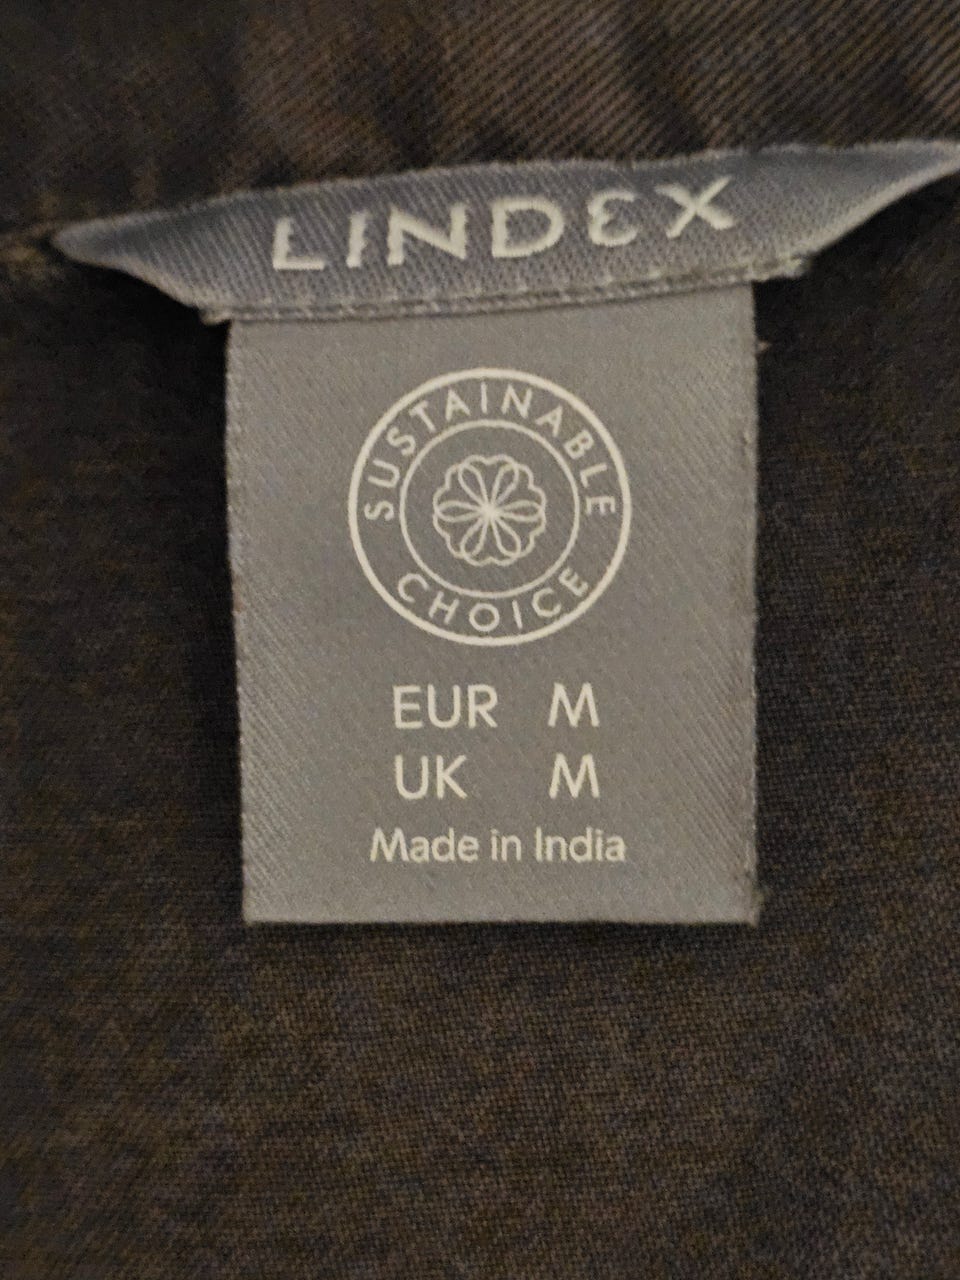 LINDEX
SUSTAINABLE
CHOICE
EUR M
UK M
Made in India